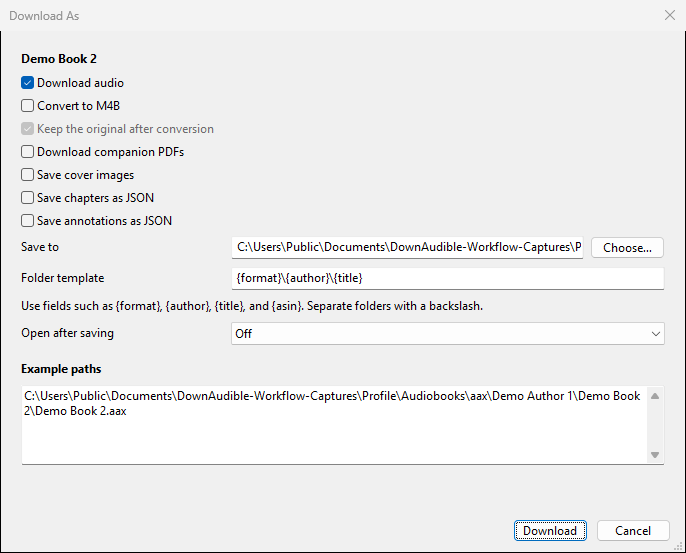 Download As
Demo Book 2
Download audio
Convert to M4B
Keep the original after conversion
Download companion PDFs
Save cover images
Save chapters as JSON
Save annotations as JSON
Save to C:\Users\Public\Documents\DownAudible-Workflow-Captures\P Choose...
Folder template {format}\{author}\{title}
Use fields such as {format}, {author}, {title}, and {asin}. Separate folders with a backslash.
Open after saving Off
Example paths
C:\Users\Public\Documents\DownAudible-Workflow-Captures\Profile\Audiobooks\aax\Demo Author 1\Demo Book
2\Demo Book 2.aax
Download Cancel